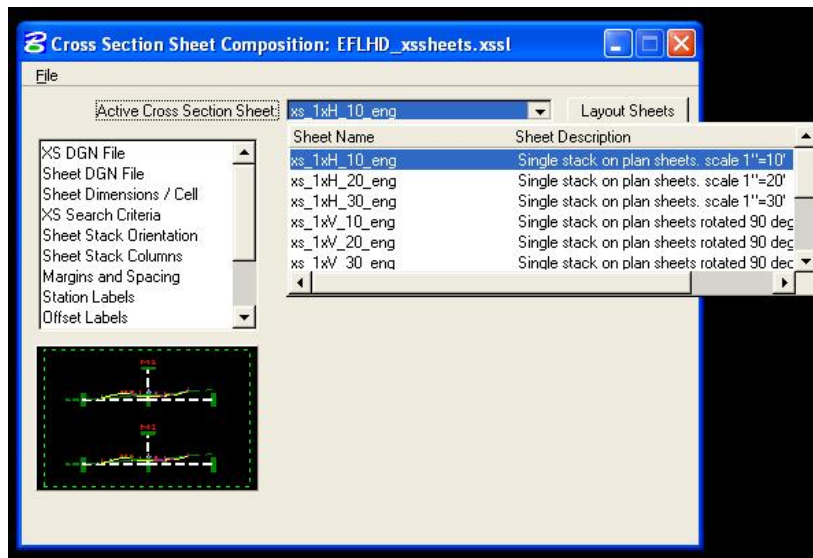 Cross Section Sheet Composition: EFLHD_xssheets.xssl
File
Active Cross Section Sheet: xs_1xH_10_eng Layout Sheets
Sheet Name Sheet Description
xs_1xH_10_eng Single stack on plan sheets. scale 1"=10'
xs_1xH_20_eng Single stack on plan sheets. scale 1"=20'
xs_1xH_30_eng Single stack on plan sheets. scale 1"=30'
xs_1xV_10_eng Single stack on plan sheets rotated 90 deg
xs_1xV_20_eng Single stack on plan sheets rotated 90 deg
xs_1xV_30_eng Single stack on plan sheets rotated 90 deg
XS DGN File
Sheet DGN File
Sheet Dimensions / Cell
XS Search Criteria
Sheet Stack Orientation
Sheet Stack Columns
Margins and Spacing
Station Labels
Offset Labels